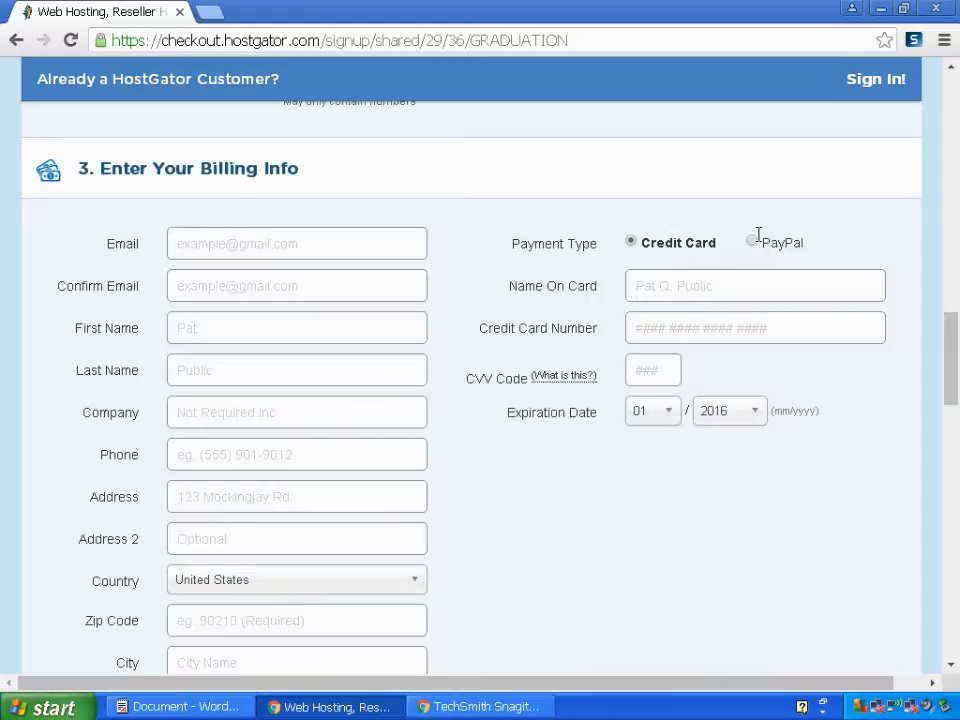 Web Hosting, Reseller H
https://checkout.hostgator.com/signup/shared/29/36/GRADUATION
S
Already a HostGator Customer?
Sign In!
May only contain numbers
3. Enter Your Billing Info
Email
example@gmail.com
Confirm Email
example@gmail.com
First Name
Pat
Last Name
Public
Company
Not Required Inc
Phone
eg. (555) 901-9012
Address
123 Mockingjay Rd
Address 2
Optional
Country
United States
Zip Code
eg. 90210 (Required)
City
City Name
Payment Type
Credit Card
PayPal
Name On Card
Pat Q. Public
Credit Card Number
#### #### #### ####
CVV Code (What is this?)
###
Expiration Date
01 / 2016 (mm/yyyy)
start
Document - Word...
Web Hosting, Res...
TechSmith Snagit...